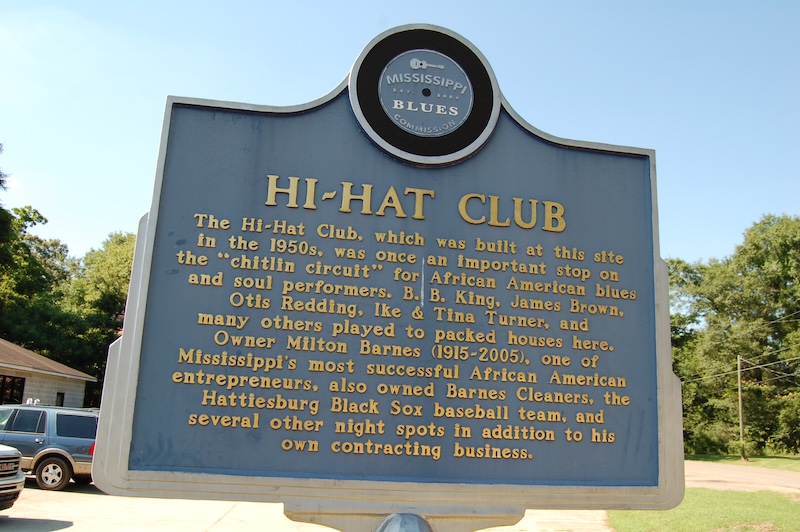 MISSISSIPPI
BLUES
COMMISSION
HI-HAT CLUB
The Hi-Hat Club, which was built at this site
in the 1950s, was once an important stop on
the "chitlin circuit" for African American blues
and soul performers. B. B. King, James Brown,
Otis Redding, Ike & Tina Turner, and
many others played to packed houses here.
Owner Milton Barnes (1915-2005), one of
Mississippi's most successful African American
entrepreneurs, also owned Barnes Cleaners, the
Hattiesburg Black Sox baseball team, and
several other night spots in addition to his
own contracting business.